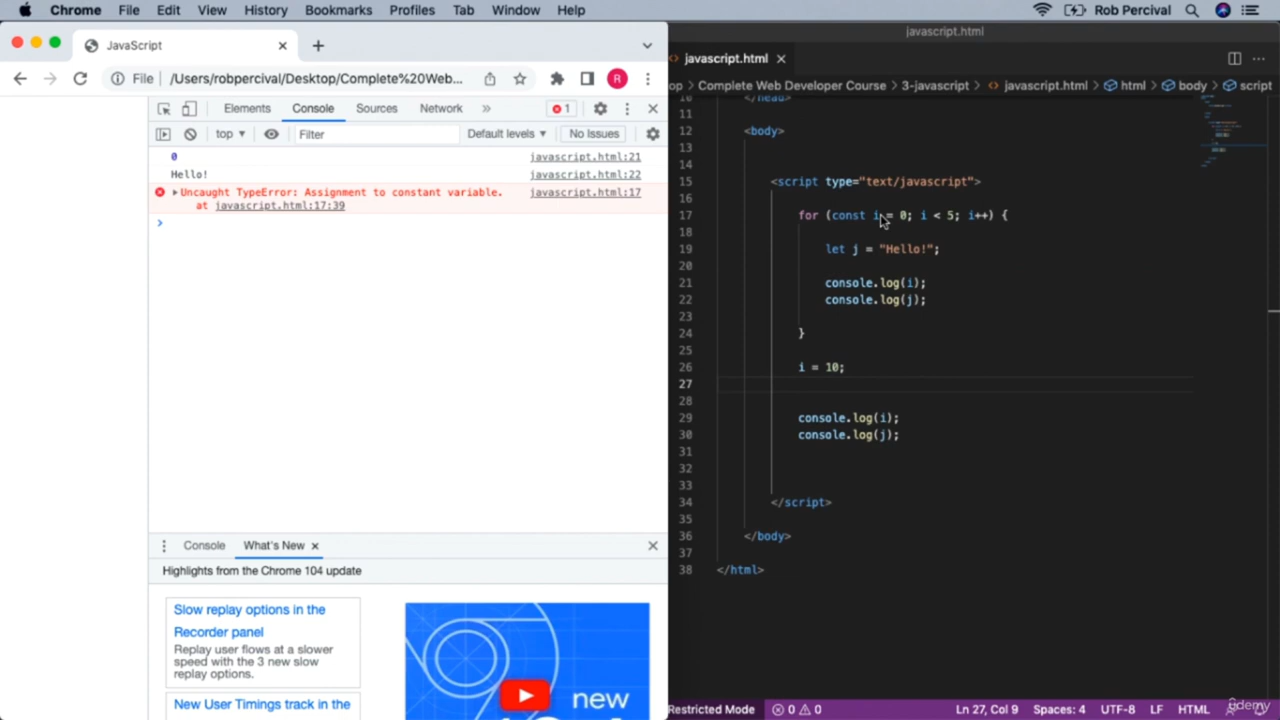 Chrome File Edit View History Bookmarks Profiles Tab Window Help Rob Percival
JavaScript
File /Users/robpercival/Desktop/Complete%20Web... R
Elements Console Sources Network » 1
top Filter Default levels No Issues
0 javascript.html:21
Hello! javascript.html:22
Uncaught TypeError: Assignment to constant variable. javascript.html:17
at javascript.html:17:39
Console What's New
Highlights from the Chrome 104 update
Slow replay options in the
Recorder panel
Replay user flows at a slower
speed with the 3 new slow
replay options.
New User Timings track in the
new
javascript.html
javascript.html
op > Complete Web Developer Course > 3-javascript > javascript.html > html > body > script
10 </head>
11
12 <body>
13
14
15 <script type="text/javascript">
16
17 for (const i = 0; i < 5; i++) {
18
19 let j = "Hello!";
20
21 console.log(i);
22 console.log(j);
23
24 }
25
26 i = 10;
27
28
29 console.log(i);
30 console.log(j);
31
32
33
34 </script>
35
36 </body>
37
38 </html>
Restricted Mode 0 0 Ln 27, Col 9 Spaces: 4 UTF-8 LF HTML
ûdemy